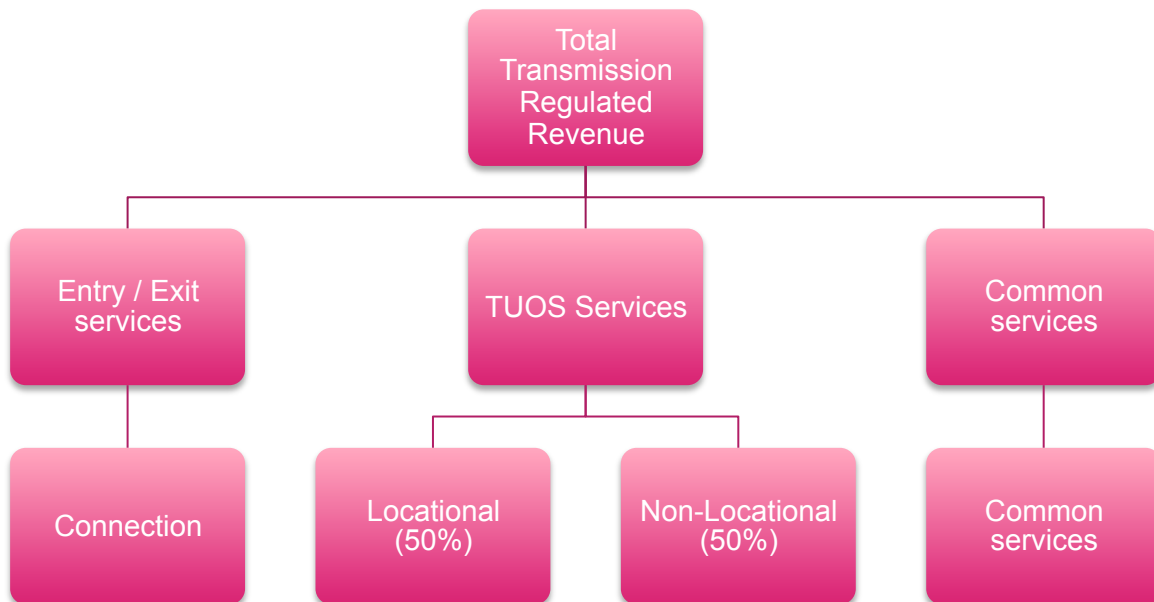 Total
Transmission
Regulated
Revenue
Entry / Exit
services
TUOS Services
Common
services
Connection
Locational
(50%)
Non-Locational
(50%)
Common
services